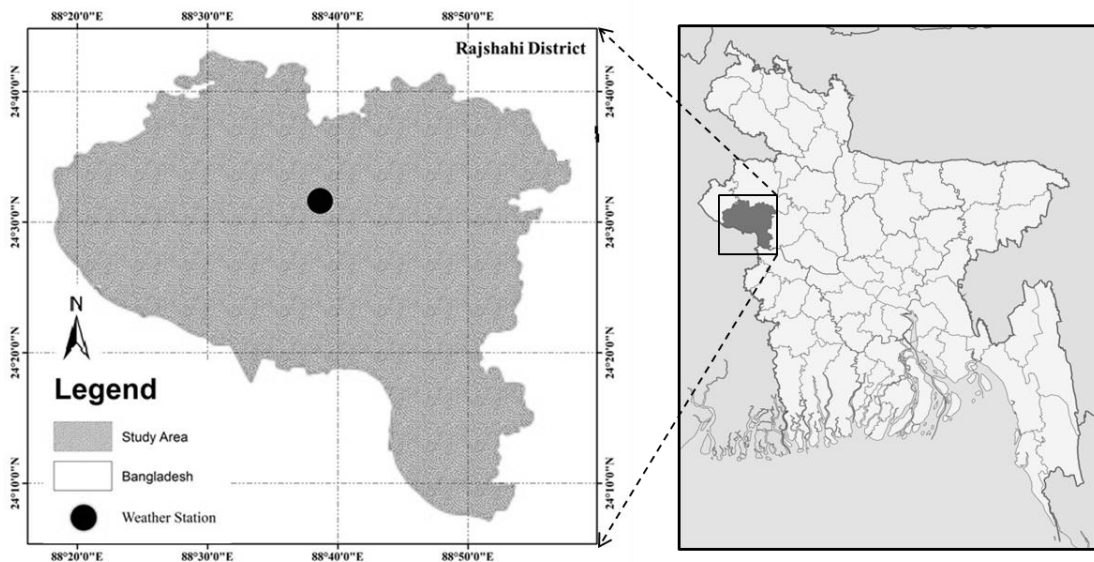 88°20'0"E 88°30'0"E 88°40'0"E 88°50'0"E
Rajshahi District
24°40'0"N 24°40'0"N
24°30'0"N 24°30'0"N
N
24°20'0"N 24°20'0"N
Legend
Study Area
Bangladesh
24°10'0"N 24°10'0"N
Weather Station
88°20'0"E 88°30'0"E 88°40'0"E 88°50'0"E